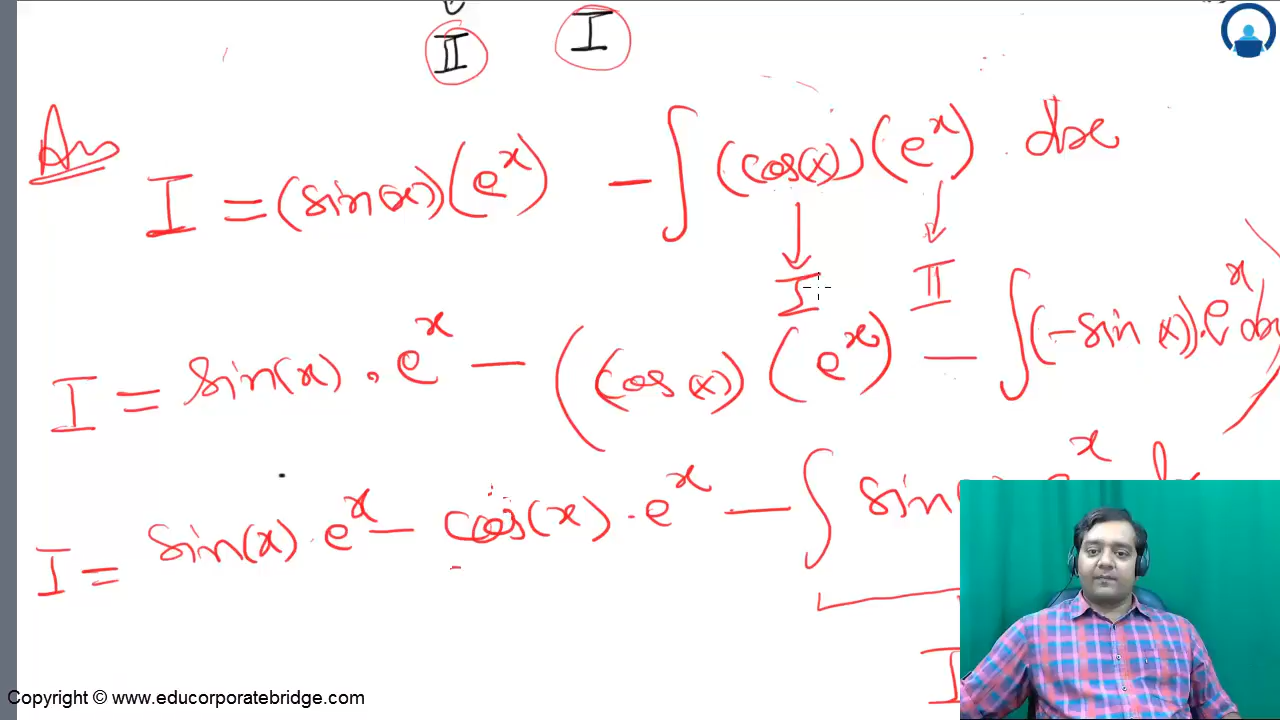 II I
Ans
I = (sin(x))(e^x) - ∫ (cos(x))(e^x) . dx
I II
I = sin(x) . e^x - ((cos(x))(e^x) - ∫(-sin(x)).e^x dx)
I = sin(x) . e^x - cos(x) . e^x - ∫ sin
I
Copyright © www.educorporatebridge.com